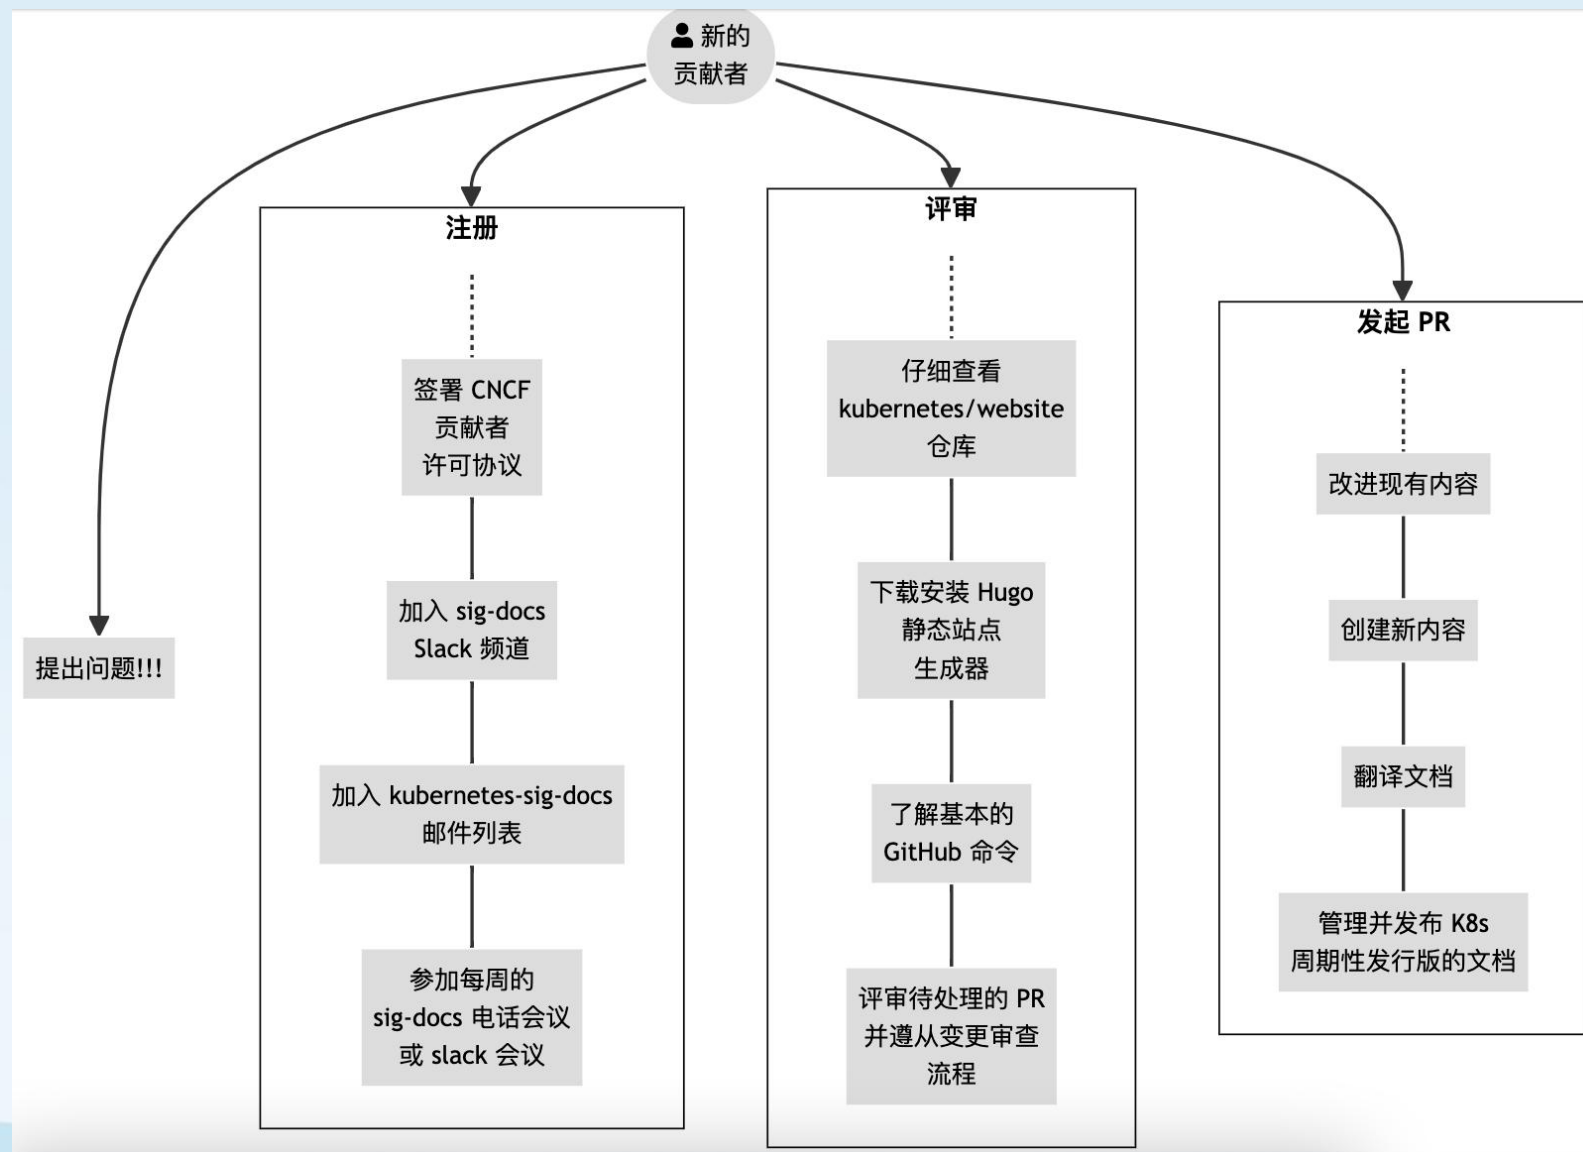 新的
贡献者
提出问题!!!
注册
签署 CNCF
贡献者
许可协议
加入 sig-docs
Slack 频道
加入 kubernetes-sig-docs
邮件列表
参加每周的
sig-docs 电话会议
或 slack 会议
评审
仔细查看
kubernetes/website
仓库
下载安装 Hugo
静态站点
生成器
了解基本的
GitHub 命令
评审待处理的 PR
并遵从变更审查
流程
发起 PR
改进现有内容
创建新内容
翻译文档
管理并发布 K8s
周期性发行版的文档